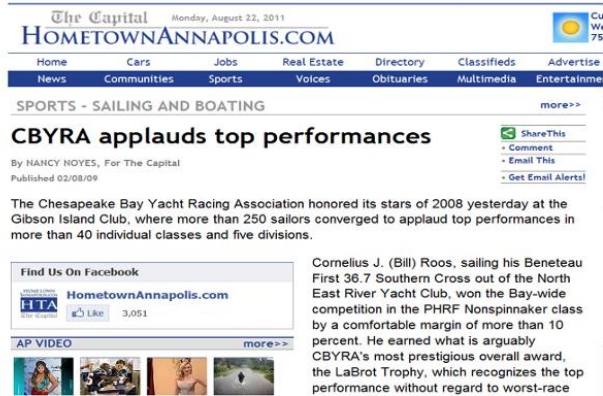 The Capital Monday, August 22, 2011
HOMETOWNANNAPOLIS.COM
Home Cars Jobs Real Estate Directory Classifieds Advertise
News Communities Sports Voices Obituaries Multimedia
SPORTS - SAILING AND BOATING more>>
CBYRA applauds top performances
ShareThis
• Comment
• Email This
• Get Email Alerts!
By NANCY NOYES, For The Capital
Published 02/08/09
The Chesapeake Bay Yacht Racing Association honored its stars of 2008 yesterday at the
Gibson Island Club, where more than 250 sailors converged to applaud top performances in
more than 40 individual classes and five divisions.
Find Us On Facebook
HTA
HometownAnnapolis.com
Like 3,051
AP VIDEO more>>
Cornelius J. (Bill) Roos, sailing his Beneteau
First 36.7 Southern Cross out of the North
East River Yacht Club, won the Bay-wide
competition in the PHRF Nonspinnaker class
by a comfortable margin of more than 10
percent. He earned what is arguably
CBYRA's most prestigious overall award,
the LaBrot Trophy, which recognizes the top
performance without regard to worst-race